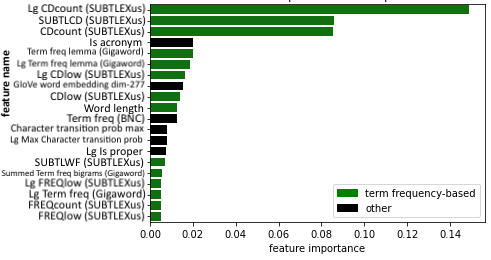 Lg CDcount (SUBTLEXus)
SUBTLCD (SUBTLEXus)
CDcount (SUBTLEXus)
Is acronym
Term freq lemma (Gigaword)
Lg Term freq lemma (Gigaword)
Lg CDlow (SUBTLEXus)
GloVe word embedding dim-277
CDlow (SUBTLEXus)
Word length
Term freq (BNC)
Character transition prob max
Lg Max Character transition prob
Lg Is proper
SUBTLWF (SUBTLEXus)
Summed Term freq bigrams (Gigaword)
Lg FREQlow (SUBTLEXus)
Lg Term freq (Gigaword)
FREQcount (SUBTLEXus)
FREQlow (SUBTLEXus)
feature name
term frequency-based
other
0.00 0.02 0.04 0.06 0.08 0.10 0.12 0.14
feature importance